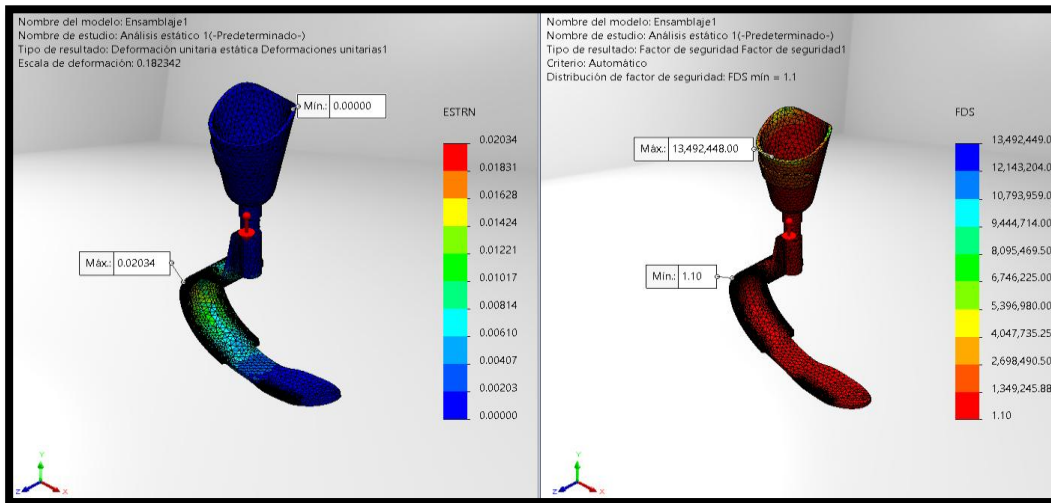 Nombre del modelo: Ensamblaje1
Nombre de estudio: Análisis estático 1(-Predeterminado-)
Tipo de resultado: Deformación unitaria estática Deformaciones unitarias1
Escala de deformación: 0.182342
Mín.: 0.00000
Máx.: 0.02034
ESTRN
0.02034
0.01831
0.01628
0.01424
0.01221
0.01017
0.00814
0.00610
0.00407
0.00203
0.00000
Y
Z
X
Nombre del modelo: Ensamblaje1
Nombre de estudio: Análisis estático 1(-Predeterminado-)
Tipo de resultado: Factor de seguridad Factor de seguridad1
Criterio: Automático
Distribución de factor de seguridad: FDS mín = 1.1
Máx.: 13,492,448.00
Mín.: 1.10
FDS
13,492,449.0
12,143,204.0
10,793,959.0
9,444,714.00
8,095,469.50
6,746,225.00
5,396,980.00
4,047,735.25
2,698,490.50
1,349,245.88
1.10
Y
Z
X